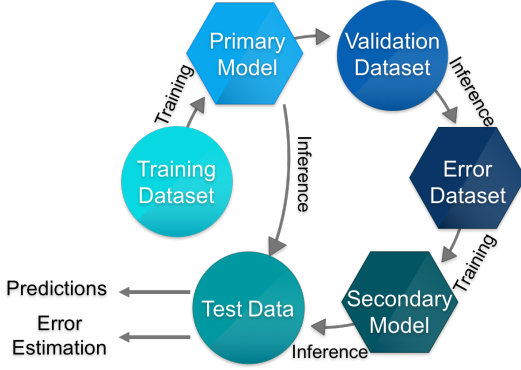 Primary
Model
Validation
Dataset
Training
Inference
Training
Dataset
Inference
Error
Dataset
Training
Test Data
Secondary
Model
Inference
Predictions
Error
Estimation